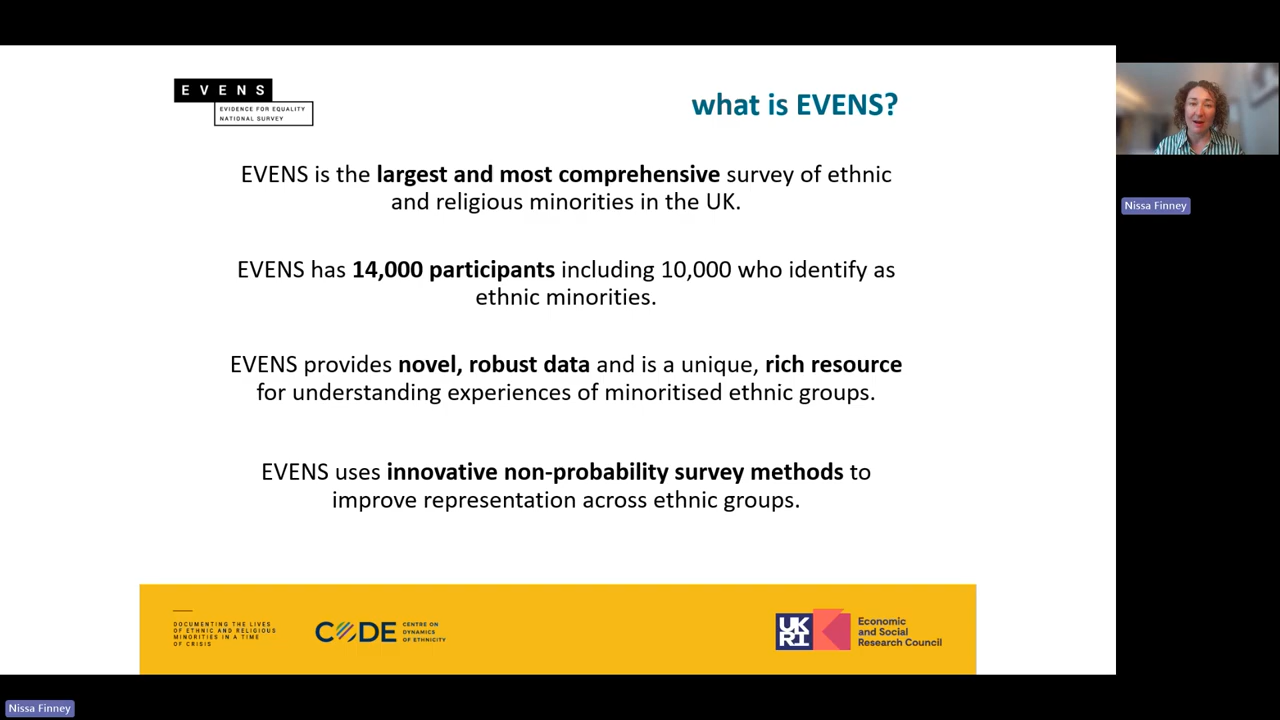 EVENS
EVIDENCE FOR EQUALITY
NATIONAL SURVEY
what is EVENS?
EVENS is the largest and most comprehensive survey of ethnic
and religious minorities in the UK.
EVENS has 14,000 participants including 10,000 who identify as
ethnic minorities.
EVENS provides novel, robust data and is a unique, rich resource
for understanding experiences of minoritised ethnic groups.
EVENS uses innovative non-probability survey methods to
improve representation across ethnic groups.
DOCUMENTING THE LIVES
OF ETHNIC AND RELIGIOUS
MINORITIES IN A TIME
OF CRISIS
CODE
CENTRE ON
DYNAMICS
OF ETHNICITY
UK
RI
Economic
and Social
Research Council
Nissa Finney
Nissa Finney